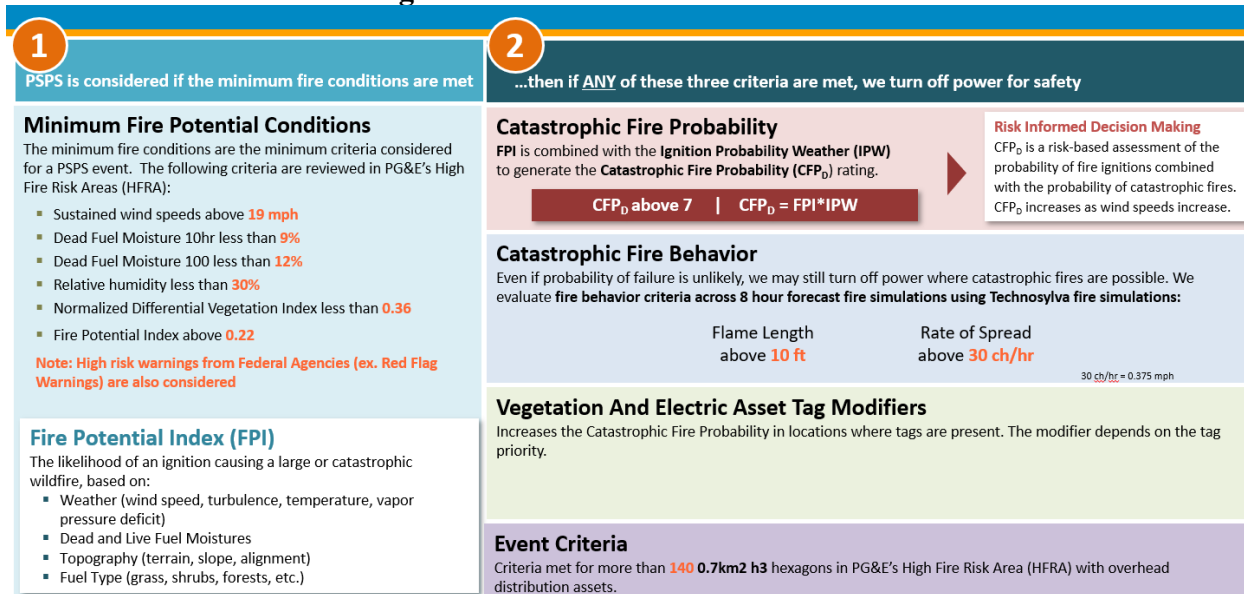 1
PSPS is considered if the minimum fire conditions are met
Minimum Fire Potential Conditions
The minimum fire conditions are the minimum criteria considered
for a PSPS event. The following criteria are reviewed in PG&E's High
Fire Risk Areas (HFRA):
▪ Sustained wind speeds above 19 mph
▪ Dead Fuel Moisture 10hr less than 9%
▪ Dead Fuel Moisture 100 less than 12%
▪ Relative humidity less than 30%
▪ Normalized Differential Vegetation Index less than 0.36
▪ Fire Potential Index above 0.22
Note: High risk warnings from Federal Agencies (ex. Red Flag
Warnings) are also considered
Fire Potential Index (FPI)
The likelihood of an ignition causing a large or catastrophic
wildfire, based on:
▪ Weather (wind speed, turbulence, temperature, vapor
pressure deficit)
▪ Dead and Live Fuel Moistures
▪ Topography (terrain, slope, alignment)
▪ Fuel Type (grass, shrubs, forests, etc.)
2
...then if ANY of these three criteria are met, we turn off power for safety
Catastrophic Fire Probability
FPI is combined with the Ignition Probability Weather (IPW)
to generate the Catastrophic Fire Probability (CFP_D) rating.
CFP_D above 7 | CFP_D = FPI*IPW
Risk Informed Decision Making
CFP_D is a risk-based assessment of the
probability of fire ignitions combined
with the probability of catastrophic fires.
CFP_D increases as wind speeds increase.
Catastrophic Fire Behavior
Even if probability of failure is unlikely, we may still turn off power where catastrophic fires are possible. We
evaluate fire behavior criteria across 8 hour forecast fire simulations using Technosylva fire simulations:
Flame Length
above 10 ft
Rate of Spread
above 30 ch/hr
30 ch/hr = 0.375 mph
Vegetation And Electric Asset Tag Modifiers
Increases the Catastrophic Fire Probability in locations where tags are present. The modifier depends on the tag
priority.
Event Criteria
Criteria met for more than 140 0.7km2 h3 hexagons in PG&E's High Fire Risk Area (HFRA) with overhead
distribution assets.